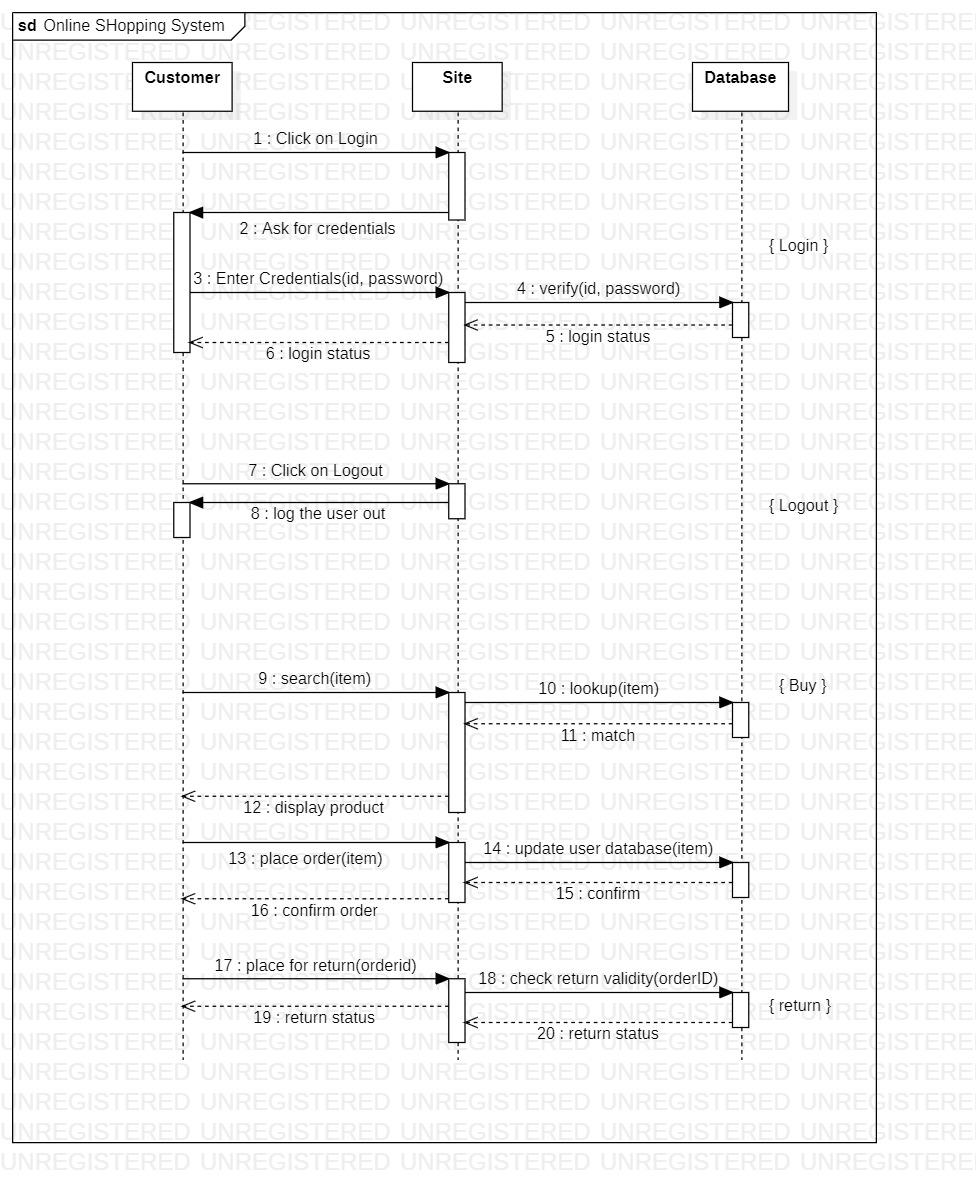 sd Online SHopping System
Customer
Site
Database
1 : Click on Login
2 : Ask for credentials
{ Login }
3 : Enter Credentials(id, password)
4 : verify(id, password)
5 : login status
6 : login status
7 : Click on Logout
8 : log the user out
{ Logout }
9 : search(item)
10 : lookup(item)
{ Buy }
11 : match
12 : display product
13 : place order(item)
14 : update user database(item)
15 : confirm
16 : confirm order
17 : place for return(orderid)
18 : check return validity(orderID)
{ return }
19 : return status
20 : return status
UNREGISTERED